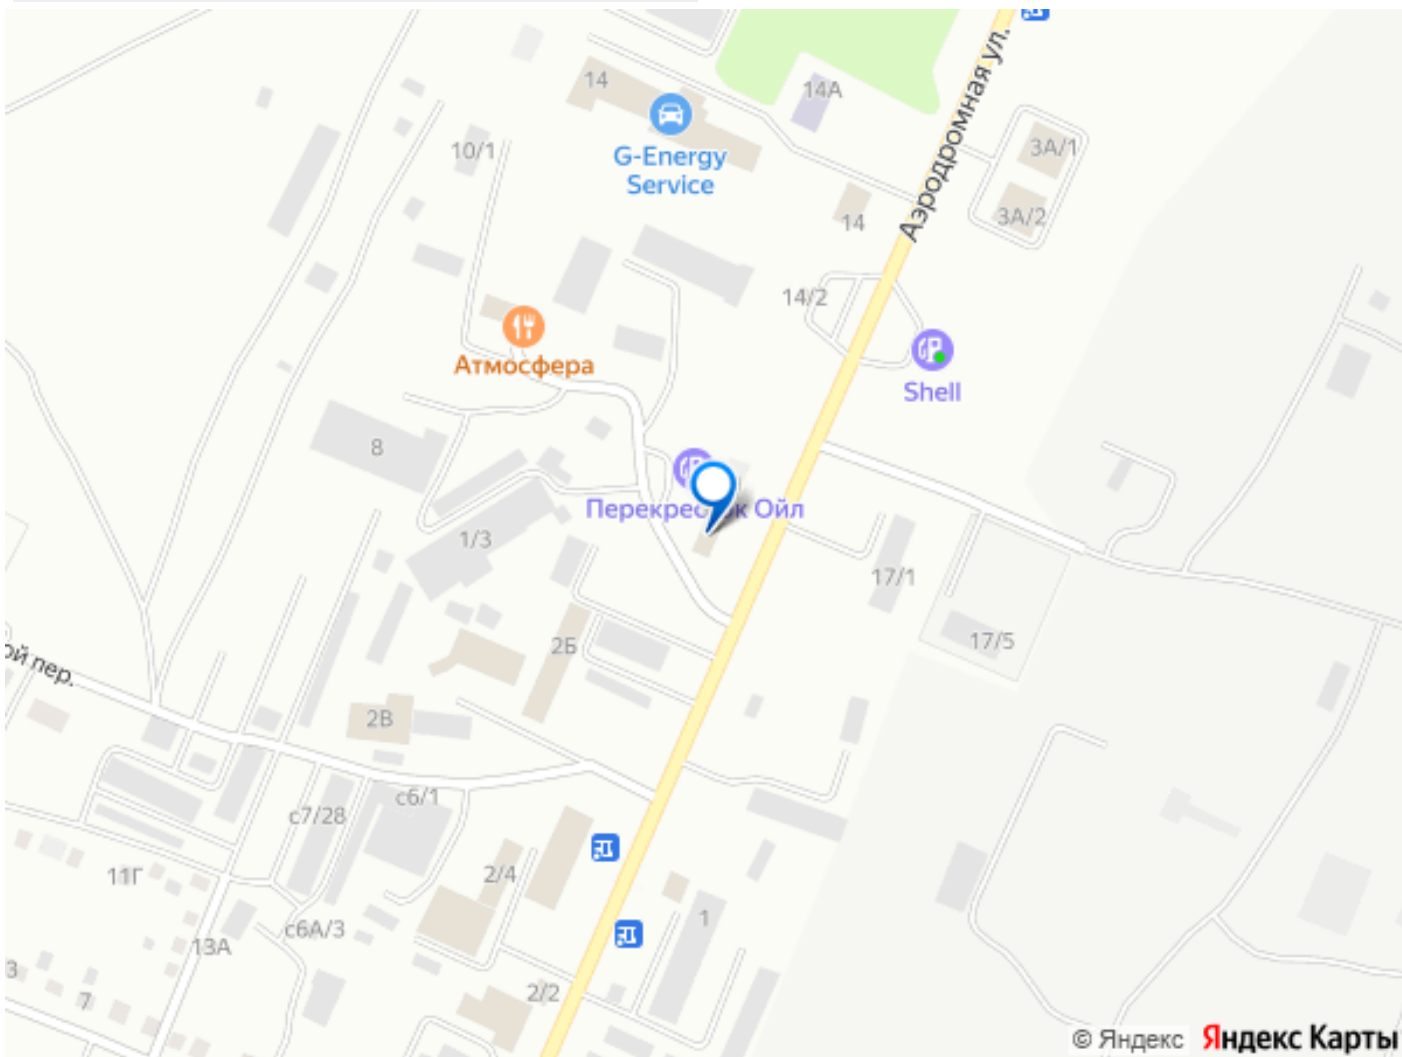 14
14А
Аэродромная ул.
10/1
G-Energy
Service
3А/1
3А/2
14
14/2
Атмосфера
Shell
8
Ойл
1/3
17/1
2Б
17/5
ой пер.
2В
с6/1
с7/28
2/4
11Г
1
с6А/3
13А
3
7
2/2
© Яндекс
Яндекс Карты